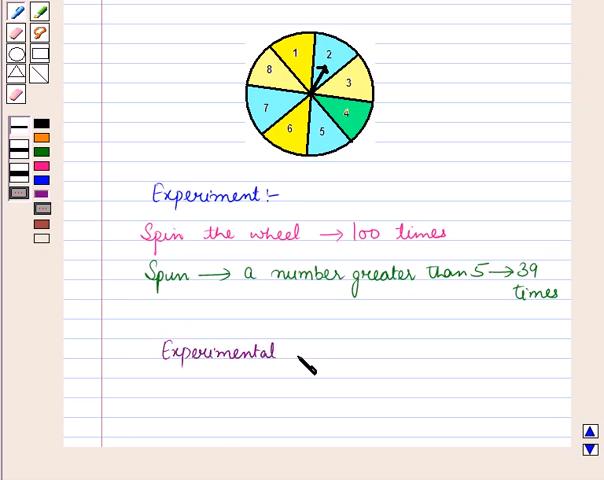 1
2
8
3
7
4
6
5
Experiment:-
Spin the wheel → 100 times
Spun → a number greater than 5 → 39
times
Experimental